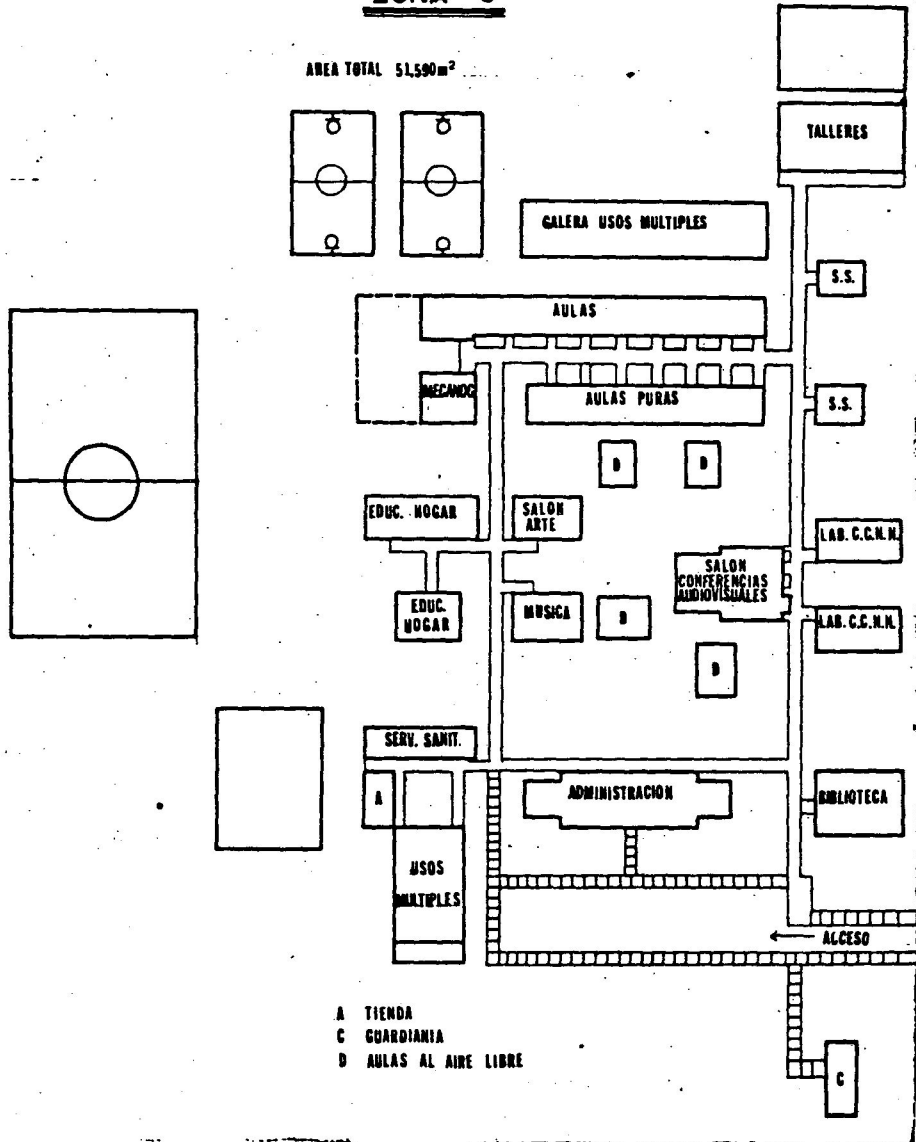 AREA TOTAL 51,590m²
TALLERES
GALERA USOS MULTIPLES
S.S.
AULAS
MECANOG
AULAS PURAS
S.S.
D
D
EDUC. HOGAR
SALON
ARTE
LAB. C.C.N.N.
SALON
CONFERENCIAS
AUDIOVISUALES
EDUC.
HOGAR
MUSICA
D
LAB. C.C.N.N.
D
SERV. SANIT.
A
ADMINISTRACION
BIBLIOTECA
USOS
MULTIPLES
← ACCESO
A TIENDA
C GUARDIANIA
D AULAS AL AIRE LIBRE
C